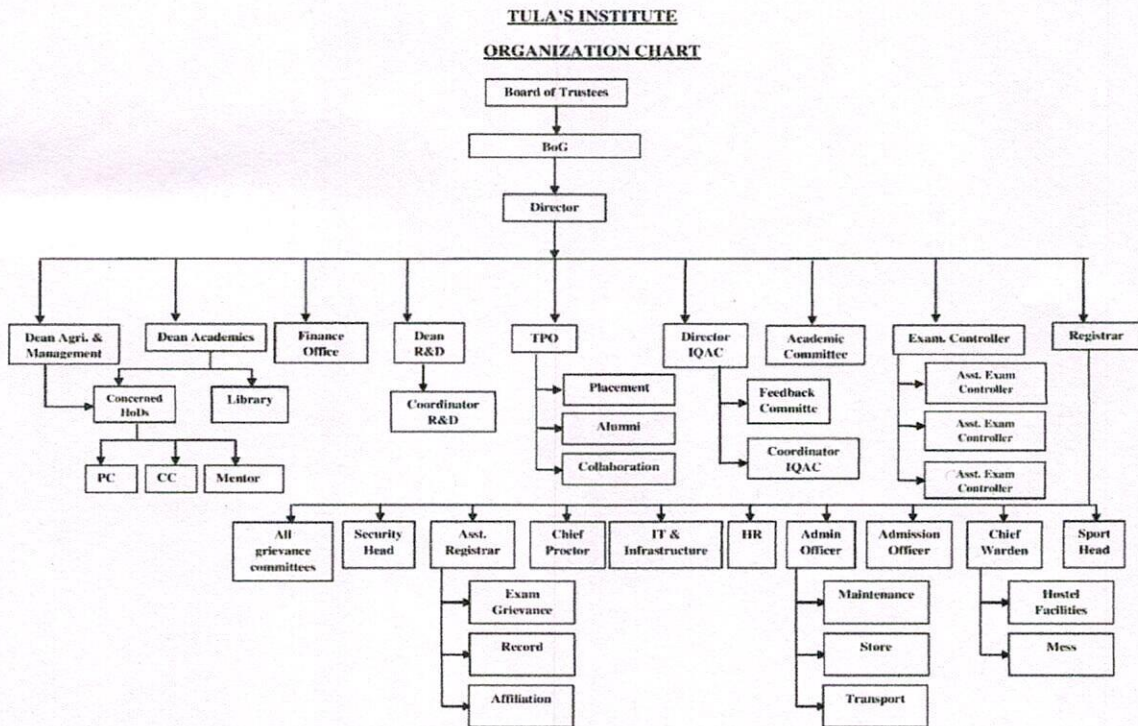 TULA'S INSTITUTE
ORGANIZATION CHART
Board of Trustees
BoG
Director
Dean Agri. &
Management
Dean Academics
Finance
Office
Dean
R&D
TPO
Director
IQAC
Academic
Committee
Exam. Controller
Registrar
Concerned
HoDs
Library
Coordinator
R&D
Placement
Alumni
Collaboration
Feedback
Committe
Coordinator
IQAC
Asst. Exam
Controller
Asst. Exam
Controller
Asst. Exam
Controller
PC
CC
Mentor
All
grievance
committees
Security
Head
Asst.
Registrar
Chief
Proctor
IT &
Infrastructure
HR
Admin
Officer
Admission
Officer
Chief
Warden
Sport
Head
Exam
Grievance
Record
Affiliation
Maintenance
Store
Transport
Hostel
Facilities
Mess